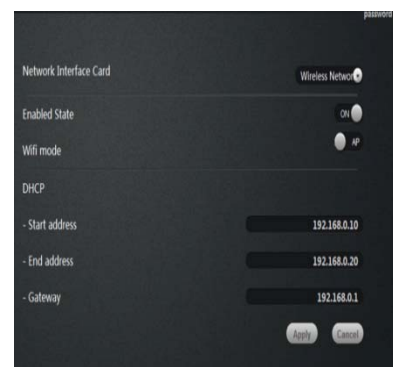 password
Network Interface Card Wireless Networ
Enabled State ON
Wifi mode AP
DHCP
- Start address 192.168.0.10
- End address 192.168.0.20
- Gateway 192.168.0.1
Apply Cancel